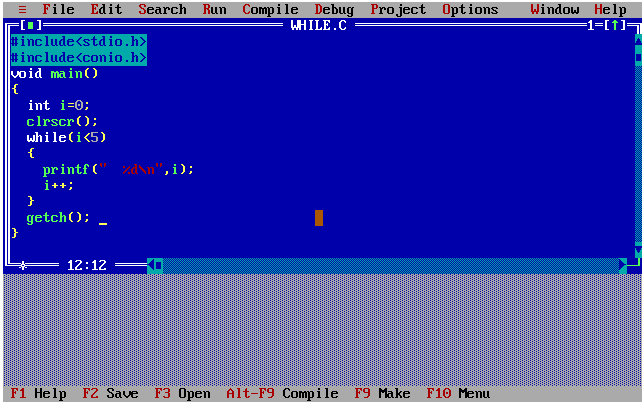 ≡ File Edit Search Run Compile Debug Project Options Window Help
[■] WHILE.C 1=[↑]
#include<stdio.h>
#include<conio.h>
void main()
{
int i=0;
clrscr();
while(i<5)
{
printf("  %d\n",i);
i++;
}
getch(); _
}
12:12
F1 Help F2 Save F3 Open Alt-F9 Compile F9 Make F10 Menu